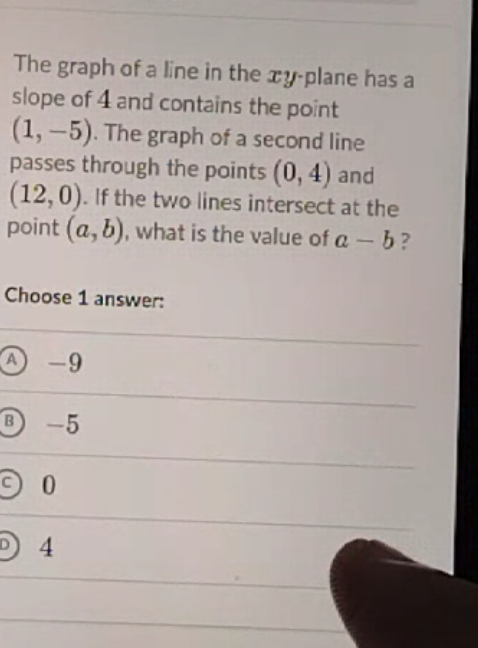 The graph of a line in the xy-plane has a
slope of 4 and contains the point
(1, −5). The graph of a second line
passes through the points (0, 4) and
(12, 0). If the two lines intersect at the
point (a, b), what is the value of a − b?
Choose 1 answer:
A −9
B −5
C 0
D 4